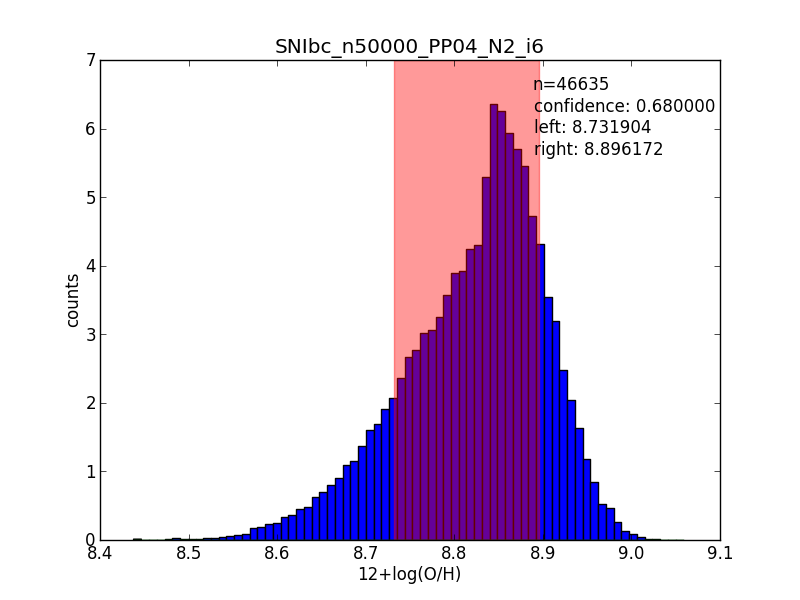 SNIbc_n50000_PP04_N2_i6
7
n=46635
confidence: 0.680000
left: 8.731904
right: 8.896172
6
5
4
3
2
1
0
counts
8.4 8.5 8.6 8.7 8.8 8.9 9.0 9.1
12+log(O/H)